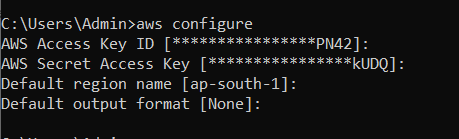 C:\Users\Admin>aws configure
AWS Access Key ID [****************PN42]:
AWS Secret Access Key [****************kUDQ]:
Default region name [ap-south-1]:
Default output format [None]: